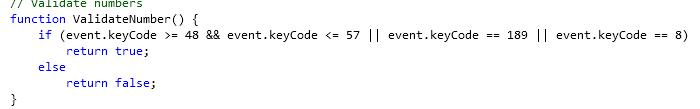 // Validate numbers
function ValidateNumber() {
    if (event.keyCode >= 48 && event.keyCode <= 57 || event.keyCode == 189 || event.keyCode == 8)
        return true;
    else
        return false;
}